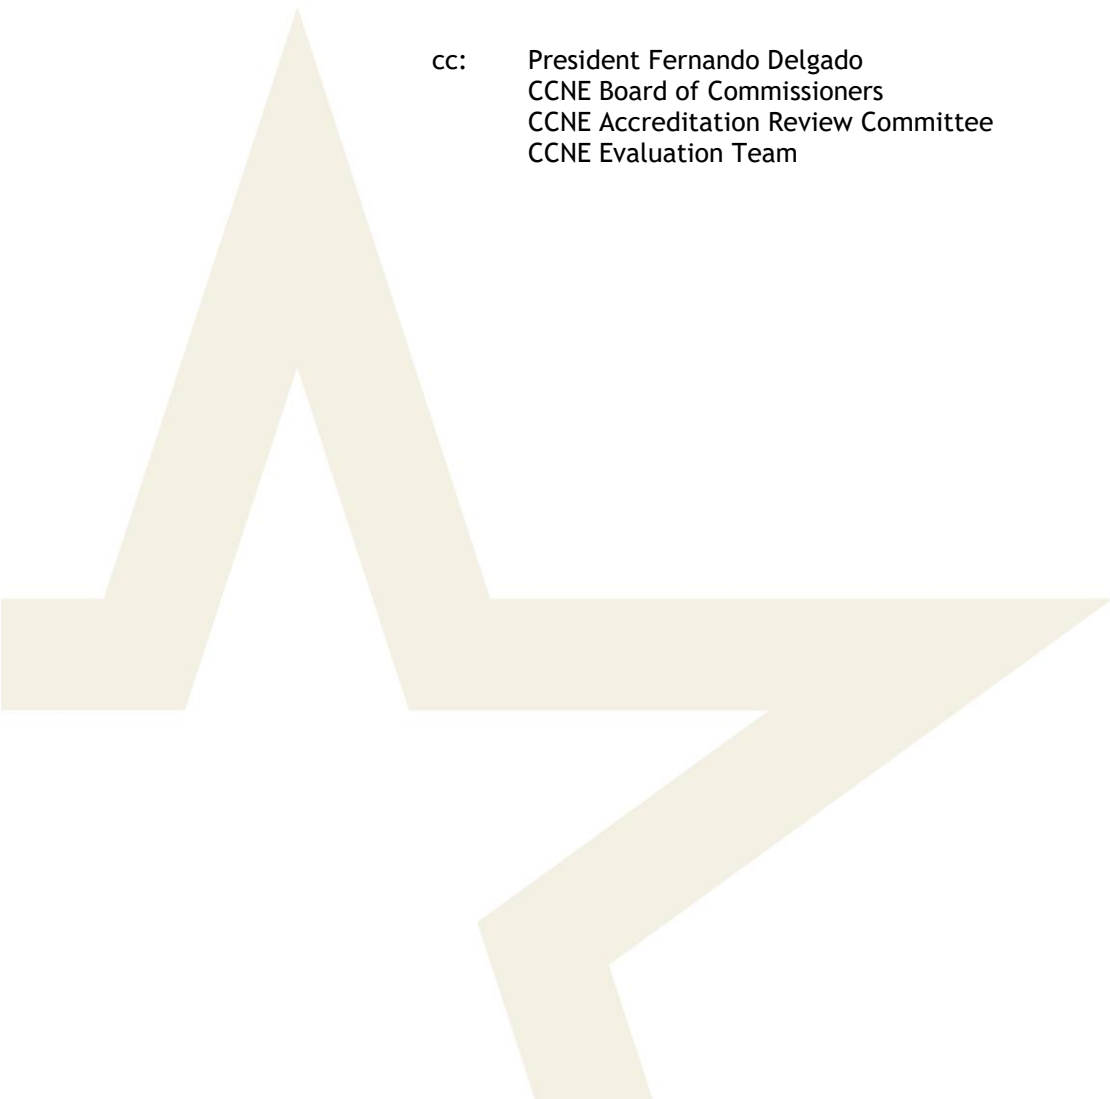 cc: President Fernando Delgado
CCNE Board of Commissioners
CCNE Accreditation Review Committee
CCNE Evaluation Team